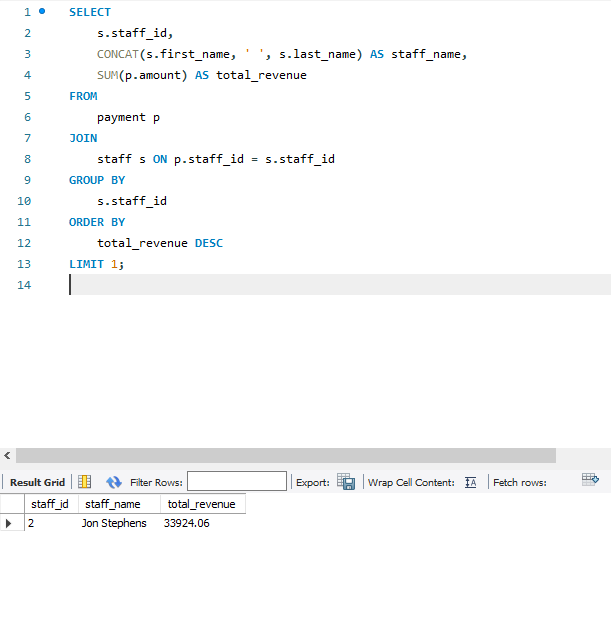 1 SELECT
2 s.staff_id,
3 CONCAT(s.first_name, ' ', s.last_name) AS staff_name,
4 SUM(p.amount) AS total_revenue
5 FROM
6 payment p
7 JOIN
8 staff s ON p.staff_id = s.staff_id
9 GROUP BY
10 s.staff_id
11 ORDER BY
12 total_revenue DESC
13 LIMIT 1;
14
Result Grid Filter Rows: Export: Wrap Cell Content: IA Fetch rows:
staff_id staff_name total_revenue
2 Jon Stephens 33924.06